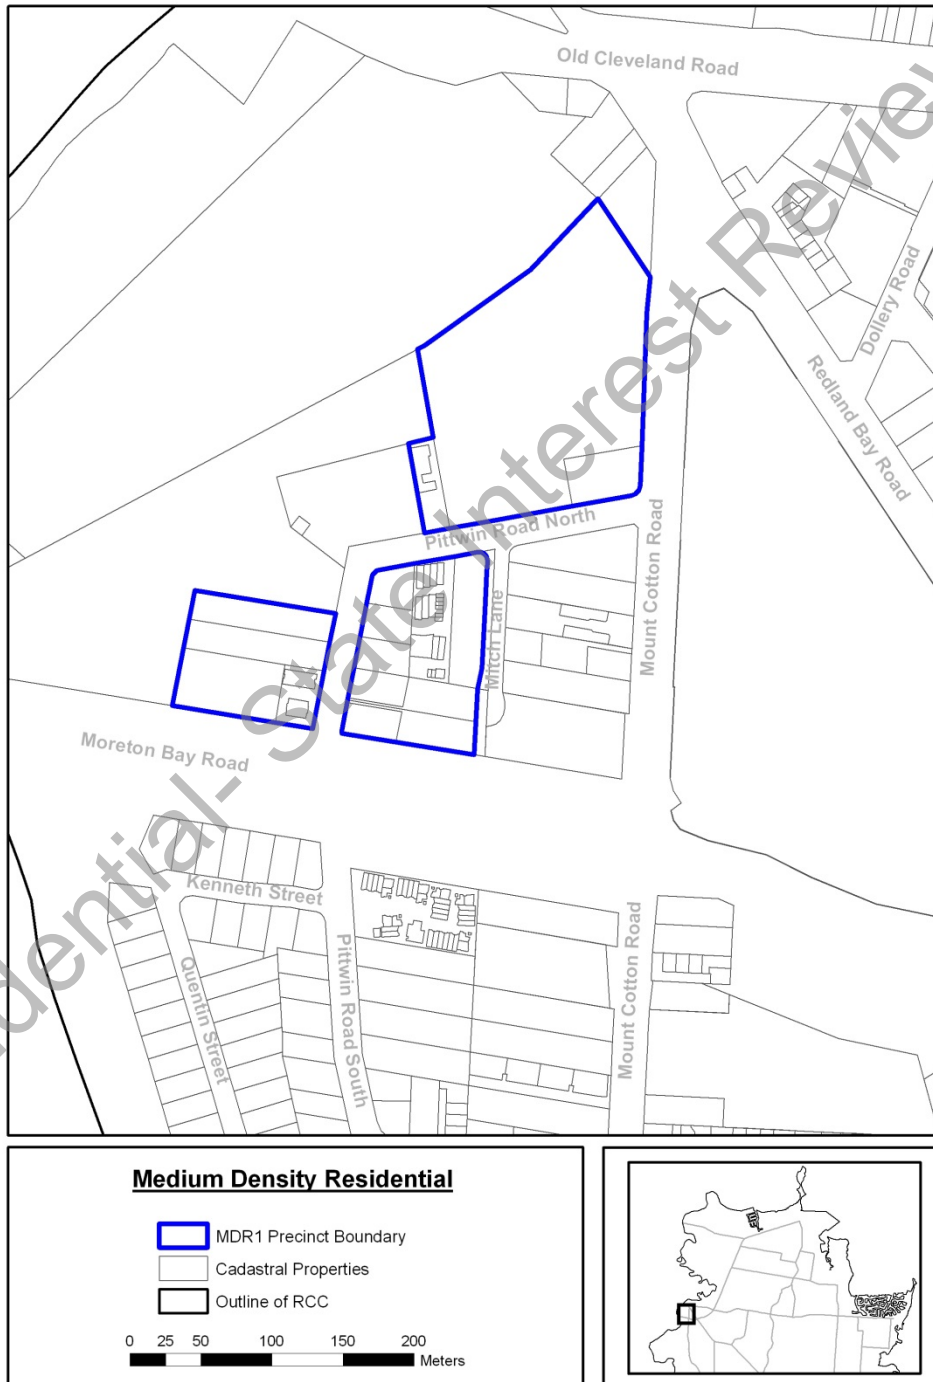 Old Cleveland Road
Dollery Road
Redland Bay Road
Pittwin Road North
Mount Cotton Road
Mitch Lane
Moreton Bay Road
Kenneth Street
Quentin Street
Pittwin Road South
Mount Cotton Road
dential- State Interest Review
Medium Density Residential
MDR1 Precinct Boundary
Cadastral Properties
Outline of RCC
0 25 50 100 150 200
Meters